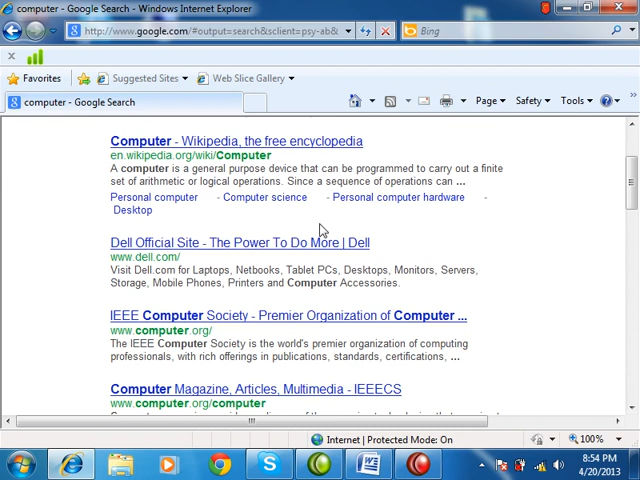 computer - Google Search - Windows Internet Explorer
http://www.google.com/#output=search&sclient=psy-ab&
Bing
Favorites
Suggested Sites
Web Slice Gallery
computer - Google Search
Page
Safety
Tools
Computer - Wikipedia, the free encyclopedia
en.wikipedia.org/wiki/Computer
A computer is a general purpose device that can be programmed to carry out a finite
set of arithmetic or logical operations. Since a sequence of operations can ...
Personal computer - Computer science - Personal computer hardware -
Desktop
Dell Official Site - The Power To Do More | Dell
www.dell.com/
Visit Dell.com for Laptops, Netbooks, Tablet PCs, Desktops, Monitors, Servers,
Storage, Mobile Phones, Printers and Computer Accessories.
IEEE Computer Society - Premier Organization of Computer ...
www.computer.org/
The IEEE Computer Society is the world's premier organization of computing
professionals, with rich offerings in publications, standards, certifications, ...
Computer Magazine, Articles, Multimedia - IEEECS
www.computer.org/computer
Internet | Protected Mode: On
100%
8:54 PM
4/20/2013